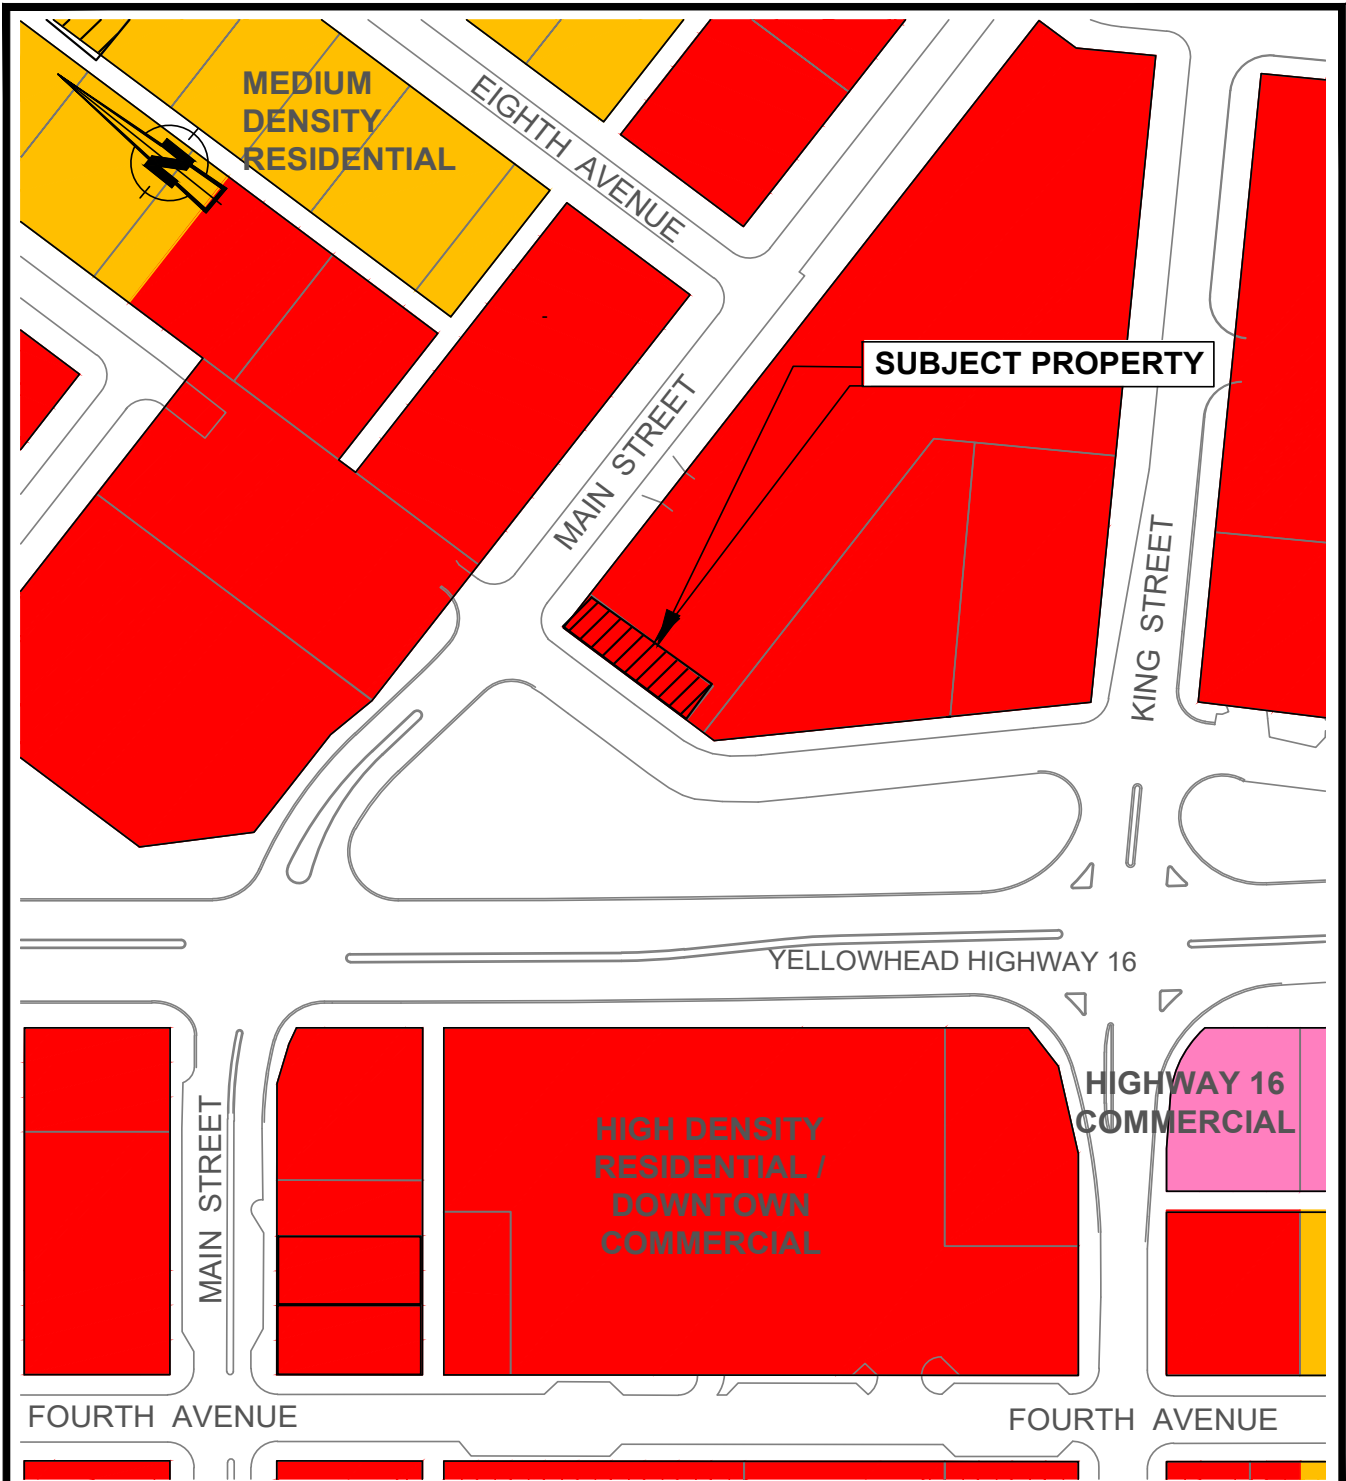 MEDIUM
DENSITY
RESIDENTIAL
EIGHTH AVENUE
N
SUBJECT PROPERTY
MAIN STREET
KING STREET
YELLOWHEAD HIGHWAY 16
HIGHWAY 16
COMMERCIAL
HIGH DENSITY
RESIDENTIAL /
DOWNTOWN
COMMERCIAL
MAIN STREET
FOURTH AVENUE
FOURTH AVENUE